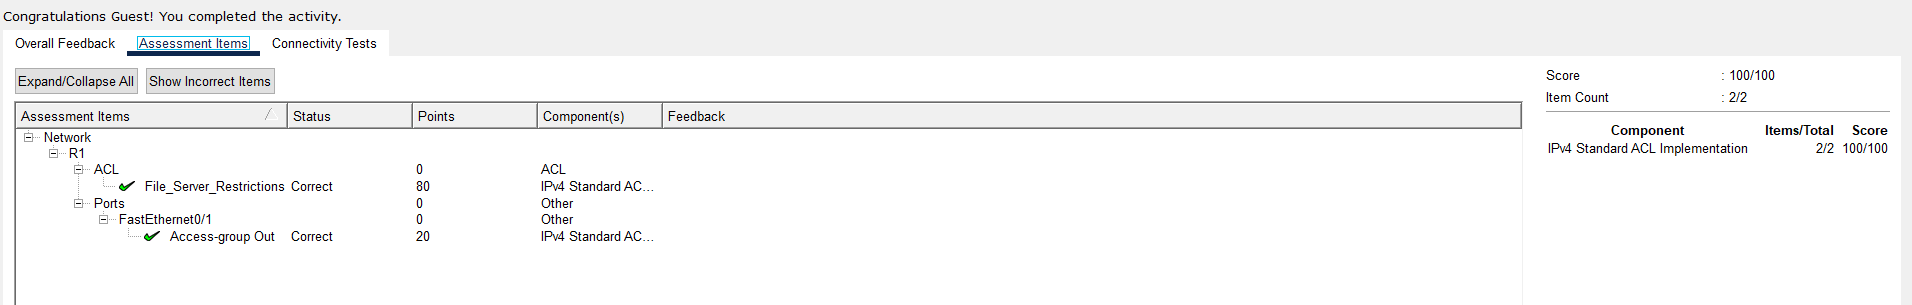 Congratulations Guest! You completed the activity.
Overall Feedback Assessment Items Connectivity Tests
Expand/Collapse All Show Incorrect Items
Assessment Items Status Points Component(s) Feedback
Network
R1
ACL 0 ACL
File_Server_Restrictions Correct 80 IPv4 Standard AC...
Ports 0 Other
FastEthernet0/1 0 Other
Access-group Out Correct 20 IPv4 Standard AC...
Score : 100/100
Item Count : 2/2
Component Items/Total Score
IPv4 Standard ACL Implementation 2/2 100/100